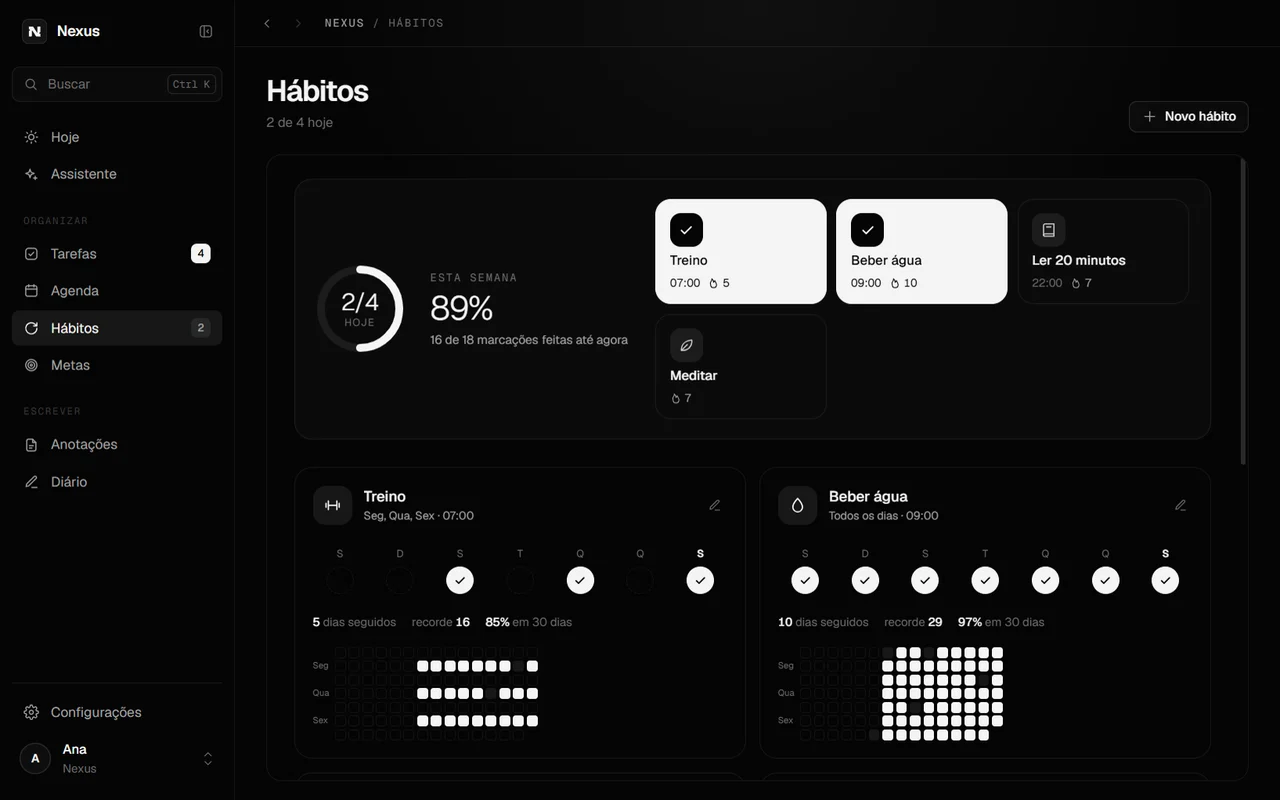 N Nexus
Buscar Ctrl K
Hoje
Assistente
ORGANIZAR
Tarefas 4
Agenda
Hábitos 2
Metas
ESCREVER
Anotações
Diário
Configurações
A Ana
Nexus
NEXUS / HÁBITOS
Hábitos
2 de 4 hoje
Novo hábito
2/4
HOJE
ESTA SEMANA
89%
16 de 18 marcações feitas até agora
Treino
07:00 5
Beber água
09:00 10
Ler 20 minutos
22:00 7
Meditar
7
Treino
Seg, Qua, Sex · 07:00
S D S T Q Q S
5 dias seguidos recorde 16 85% em 30 dias
Seg
Qua
Sex
Beber água
Todos os dias · 09:00
S D S T Q Q S
10 dias seguidos recorde 29 97% em 30 dias
Seg
Qua
Sex